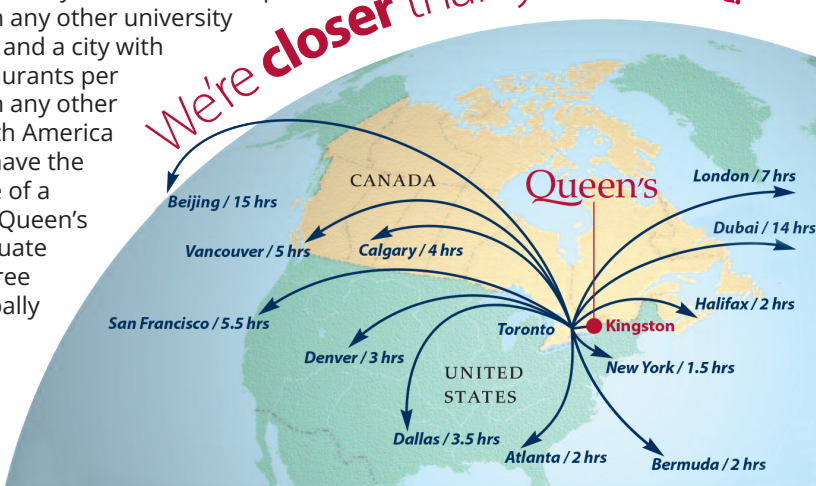 any other university
and a city with
urants per
any other
th America
have the
of a
Queen's
uate
ree
bally
We're closer than
CANADA
Queen's
London / 7 hrs
Beijing / 15 hrs
Dubai / 14 hrs
Vancouver / 5 hrs
Calgary / 4 hrs
Halifax / 2 hrs
San Francisco / 5.5 hrs
Toronto
Kingston
Denver / 3 hrs
New York / 1.5 hrs
UNITED
STATES
Dallas / 3.5 hrs
Atlanta / 2 hrs
Bermuda / 2 hrs